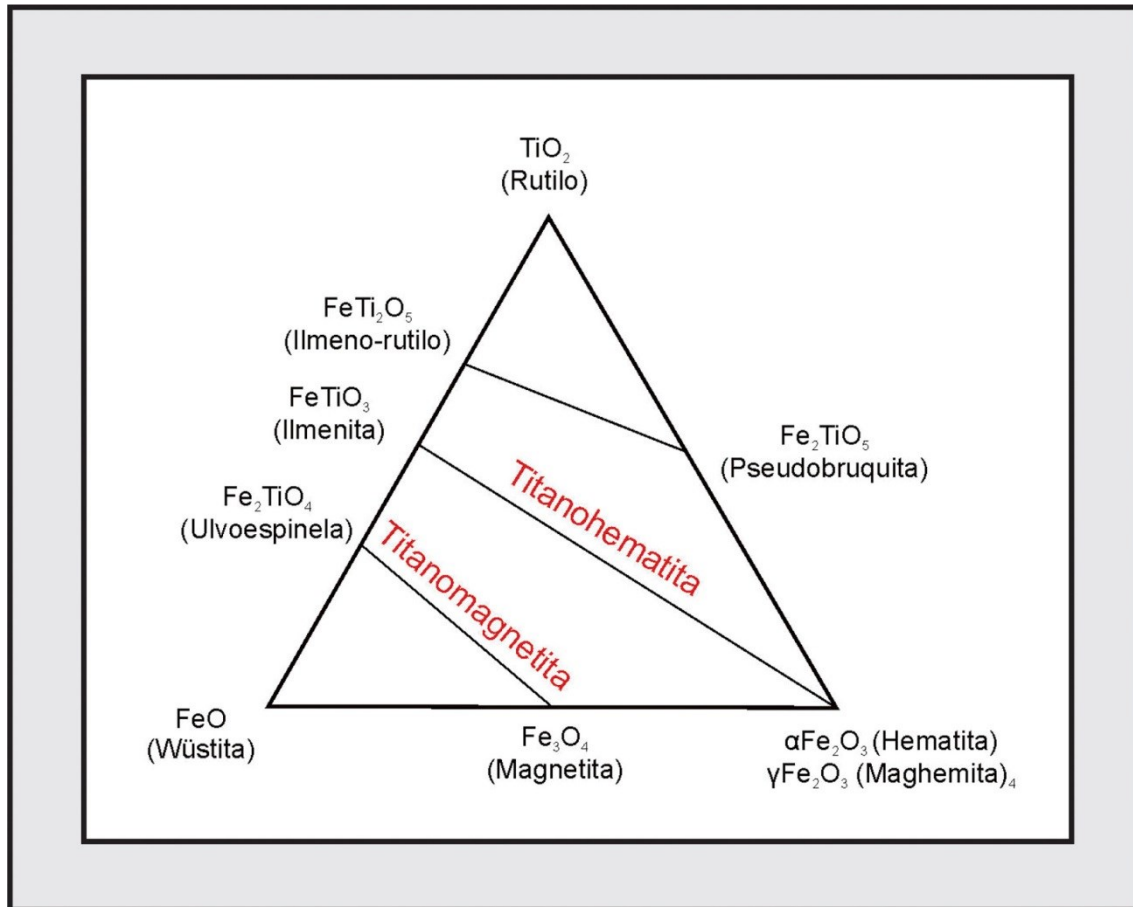 TiO₂
(Rutilo)
FeTi₂O₅
(Ilmeno-rutilo)
FeTiO₃
(Ilmenita)
Fe₂TiO₅
(Pseudobruquita)
Titanohematita
Fe₂TiO₄
(Ulvoespinela)
Titanomagnetita
FeO
(Wüstita)
Fe₃O₄
(Magnetita)
αFe₂O₃ (Hematita)
γFe₂O₃ (Maghemita)₄